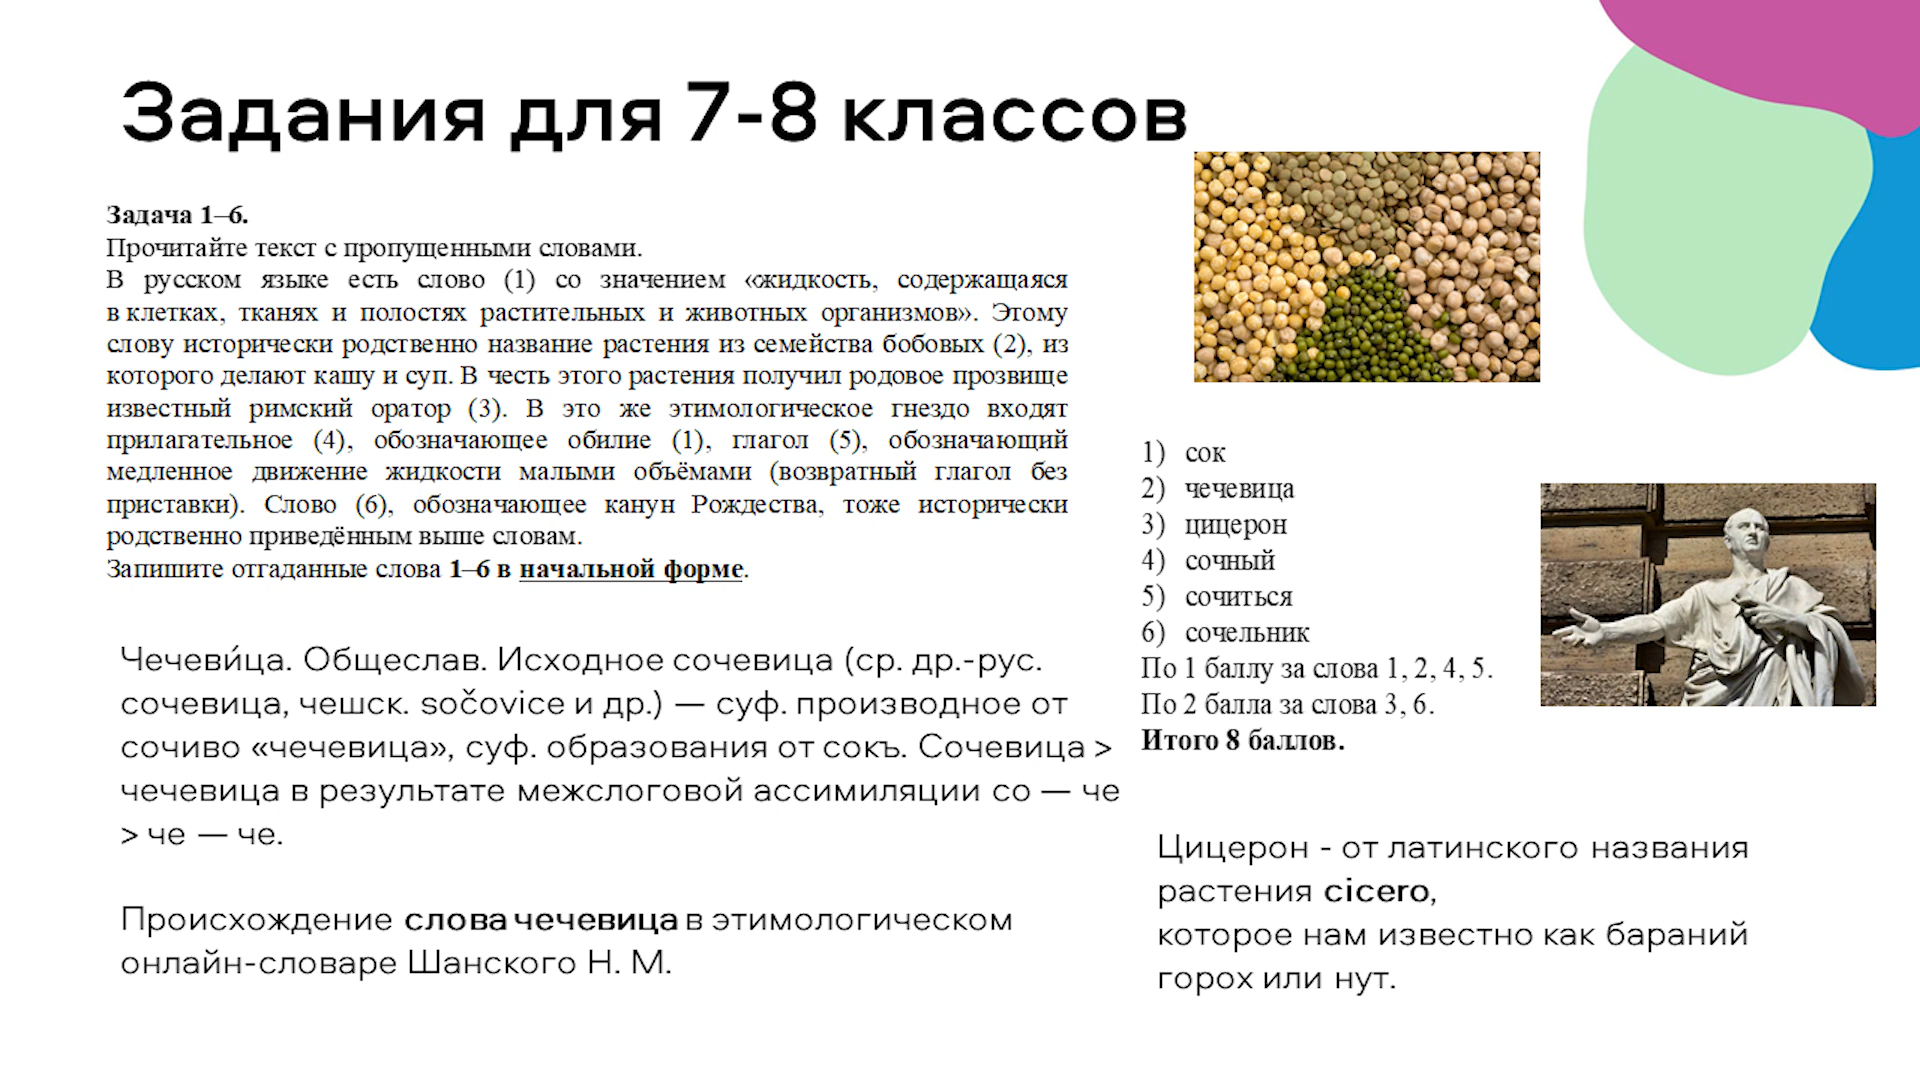 Задания для 7-8 классов
Задача 1–6.
Прочитайте текст с пропущенными словами.
В русском языке есть слово (1) со значением «жидкость, содержащаяся
в клетках, тканях и полостях растительных и животных организмов». Этому
слову исторически родственно название растения из семейства бобовых (2), из
которого делают кашу и суп. В честь этого растения получил родовое прозвище
известный римский оратор (3). В это же этимологическое гнездо входят
прилагательное (4), обозначающее обилие (1), глагол (5), обозначающий
медленное движение жидкости малыми объёмами (возвратный глагол без
приставки). Слово (6), обозначающее канун Рождества, тоже исторически
родственно приведённым выше словам.
Запишите отгаданные слова 1–6 в начальной форме.
Чечеви́ца. Общеслав. Исходное сочевица (ср. др.-рус.
сочевица, чешск. sočovice и др.) — суф. производное от
сочиво «чечевица», суф. образования от сокъ. Сочевица >
чечевица в результате межслоговой ассимиляции со — че
> че — че.
Происхождение слова чечевица в этимологическом
онлайн-словаре Шанского Н. М.
1) сок
2) чечевица
3) цицерон
4) сочный
5) сочиться
6) сочельник
По 1 баллу за слова 1, 2, 4, 5.
По 2 балла за слова 3, 6.
Итого 8 баллов.
Цицерон - от латинского названия
растения cicero,
которое нам известно как бараний
горох или нут.